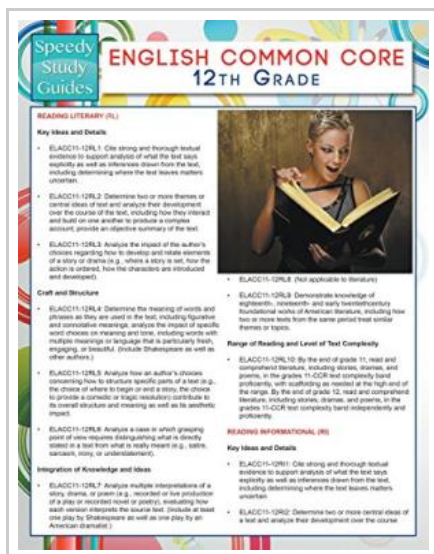 Speedy
Study
Guides
ENGLISH COMMON CORE
12TH GRADE
READING LITERARY (RL)
Key Ideas and Details
• ELACC11-12RL1: Cite strong and thorough textual
evidence to support analysis of what the text says
explicitly as well as inferences drawn from the text,
including determining where the text leaves matters
uncertain.
• ELACC11-12RL2: Determine two or more themes or
central ideas of text and analyze their development
over the course of the text, including how they interact
and build on one another to produce a complex
account; provide an objective summary of the text.
• ELACC11-12RL3: Analyze the impact of the author's
choices regarding how to develop and relate elements
of a story or drama (e.g., where a story is set, how the
action is ordered, how the characters are introduced
and developed).
Craft and Structure
• ELACC11-12RL4: Determine the meaning of words and
phrases as they are used in the text, including figurative
and connotative meanings; analyze the impact of specific
word choices on meaning and tone, including words with
multiple meanings or language that is particularly fresh,
engaging, or beautiful. (Include Shakespeare as well as
other authors.)
• ELACC11-12RL5: Analyze how an author's choices
concerning how to structure specific parts of a text (e.g.,
the choice of where to begin or end a story, the choice
to provide a comedic or tragic resolution) contribute to
its overall structure and meaning as well as its aesthetic
impact.
• ELACC11-12RL6: Analyze a case in which grasping
point of view requires distinguishing what is directly
stated in a text from what is really meant (e.g., satire,
sarcasm, irony, or understatement).
Integration of Knowledge and Ideas
• ELACC11-12RL7: Analyze multiple interpretations of a
story, drama, or poem (e.g., recorded or live production
of a play or recorded novel or poetry), evaluating how
each version interprets the source text. (Include at least
one play by Shakespeare as well as one play by an
American dramatist.)
• ELACC11-12RL8: (Not applicable to literature)
• ELACC11-12RL9: Demonstrate knowledge of
eighteenth-, nineteenth- and early twentieth-century
foundational works of American literature, including how
two or more texts from the same period treat similar
themes or topics.
Range of Reading and Level of Text Complexity
• ELACC11-12RL10: By the end of grade 11, read and
comprehend literature, including stories, dramas, and
poems, in the grades 11-CCR text complexity band
proficiently, with scaffolding as needed at the high end of
the range. By the end of grade 12, read and comprehend
literature, including stories, dramas, and poems, in the
grades 11-CCR text complexity band independently and
proficiently.
READING INFORMATIONAL (RI)
Key Ideas and Details
• ELACC11-12RI1: Cite strong and thorough textual
evidence to support analysis of what the text says
explicitly as well as inferences drawn from the text,
including determining where the text leaves matters
uncertain.
• ELACC11-12RI2: Determine two or more central ideas of
a text and analyze their development over the course